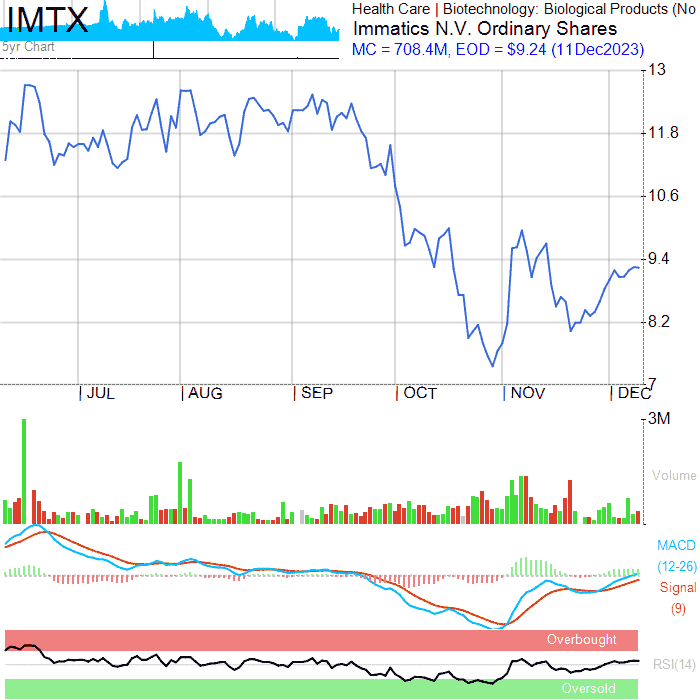 IMTX
5yr Chart
Health Care | Biotechnology: Biological Products (No
Immatics N.V. Ordinary Shares
MC = 708.4M, EOD = $9.24 (11Dec2023)
13
11.8
10.6
9.4
8.2
7
JUL AUG SEP OCT NOV DEC
3M
Volume
MACD
(12-26)
Signal
(9)
Overbought
RSI(14)
Oversold